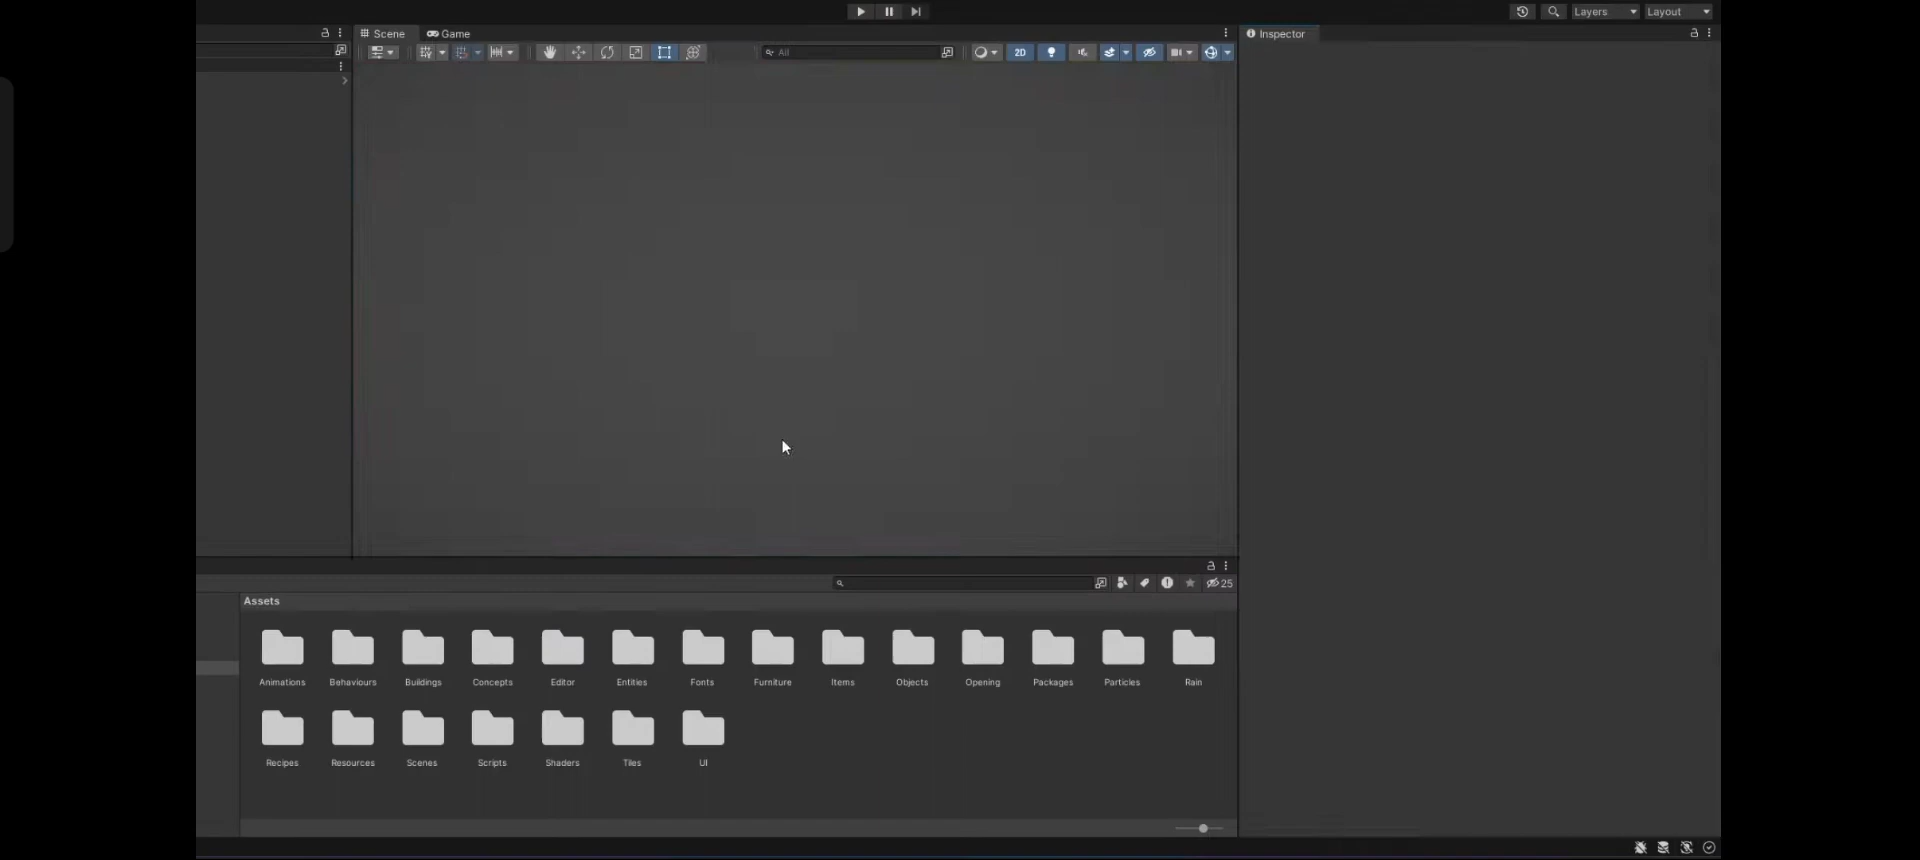 Layers Layout
Scene Game Inspector
All 2D
25
Assets
Animations Behaviours Buildings Concepts Editor Entities Fonts Furniture Items Objects Opening Packages Particles Rain
Recipes Resources Scenes Scripts Shaders Tiles UI